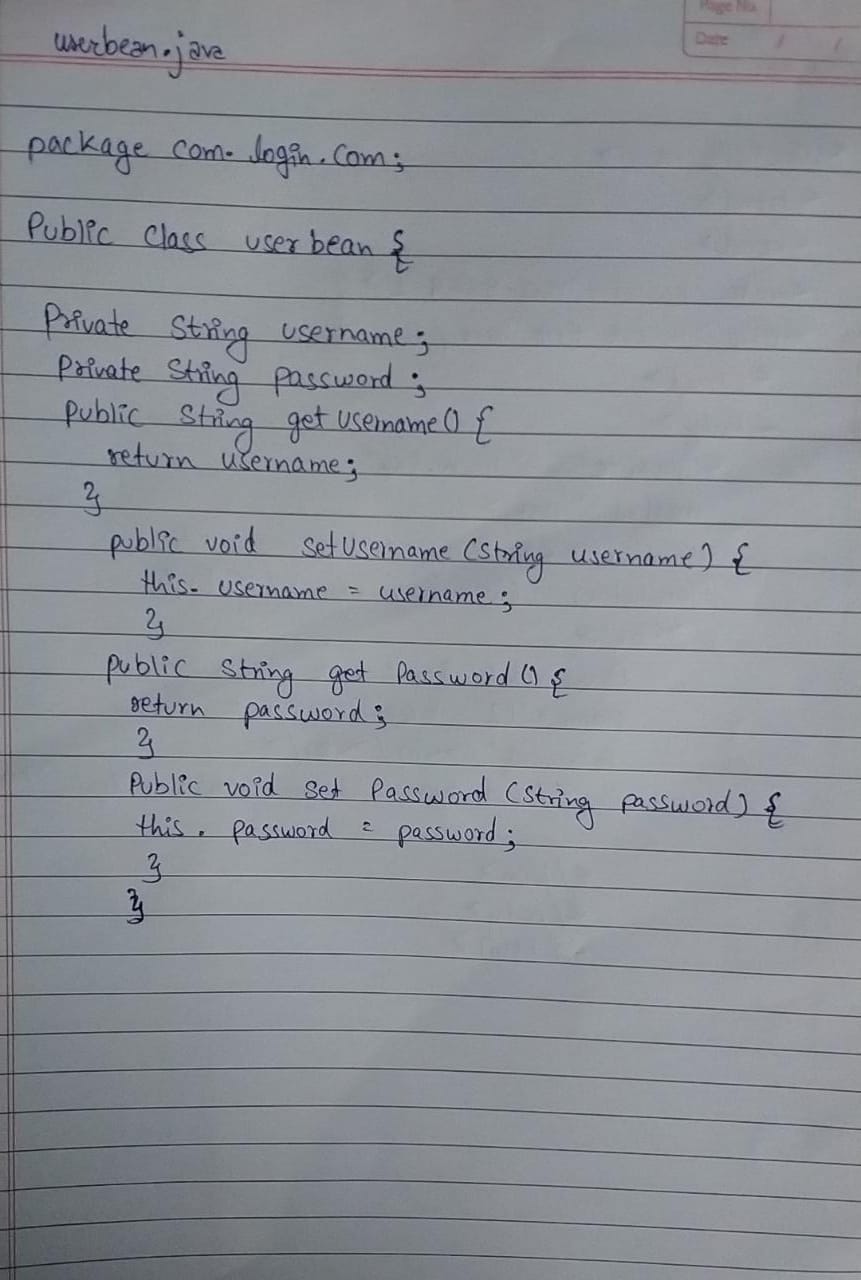 Page No.
Date / /
userbean.java
package com. login. com;
Public Class userbean {
Private String username;
Private String password;
public String get Username() {
return username;
}
public void setUsername (String username) {
this. username = username;
}
public String get Password () {
return password;
}
Public void set Password (String password) {
this. password = password;
}
}